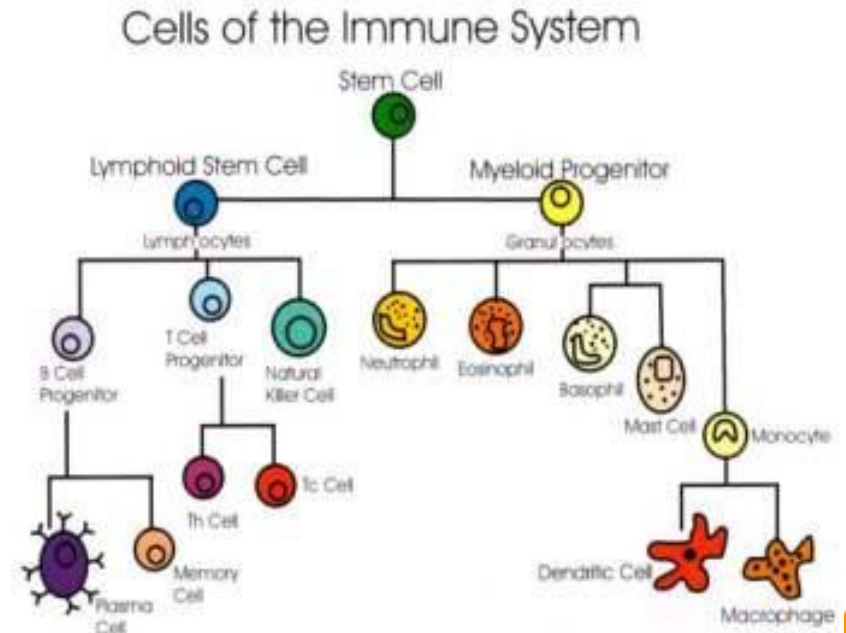 Cells of the Immune System
Stem Cell
Lymphoid Stem Cell
Myeloid Progenitor
Lymphocytes
Granulocytes
B Cell
Progenitor
T Cell
Progenitor
Natural
Killer Cell
Neutrophil
Eosinophil
Basophil
Mast Cell
Monocyte
Th Cell
Tc Cell
Plasma
Cell
Memory
Cell
Dendritic Cell
Macrophage